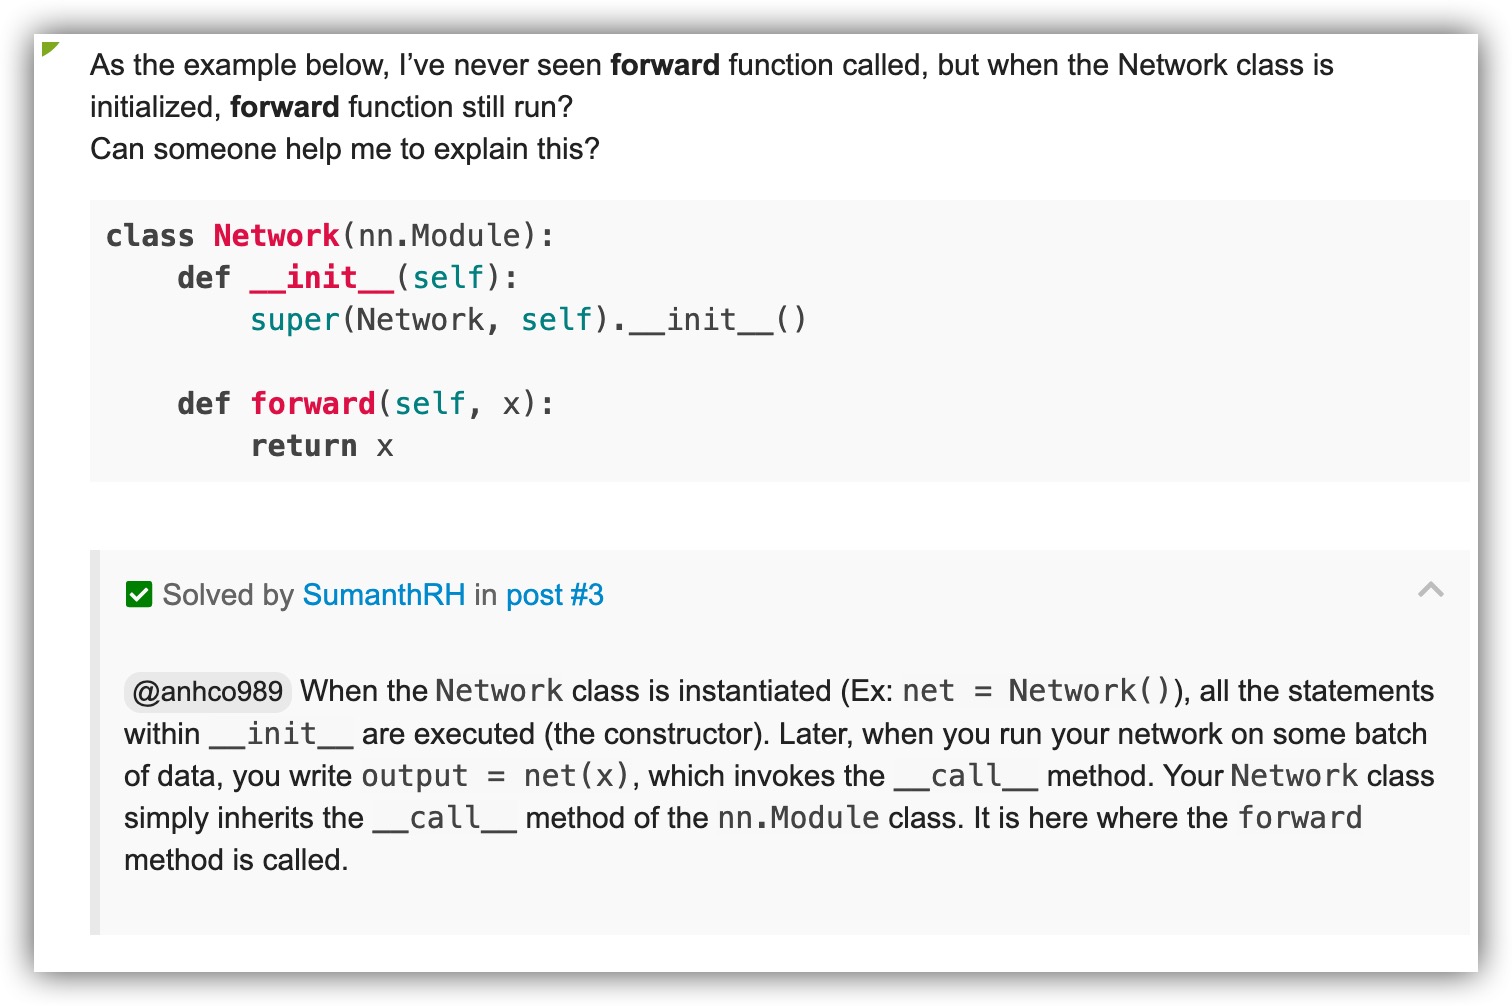 As the example below, I’ve never seen forward function called, but when the Network class is
initialized, forward function still run?
Can someone help me to explain this?
class Network(nn.Module):
    def __init__(self):
        super(Network, self).__init__()
    def forward(self, x):
        return x
Solved by SumanthRH in post #3
@anhco989 When the Network class is instantiated (Ex: net = Network()), all the statements
within __init__ are executed (the constructor). Later, when you run your network on some batch
of data, you write output = net(x), which invokes the __call__ method. Your Network class
simply inherits the __call__ method of the nn.Module class. It is here where the forward
method is called.